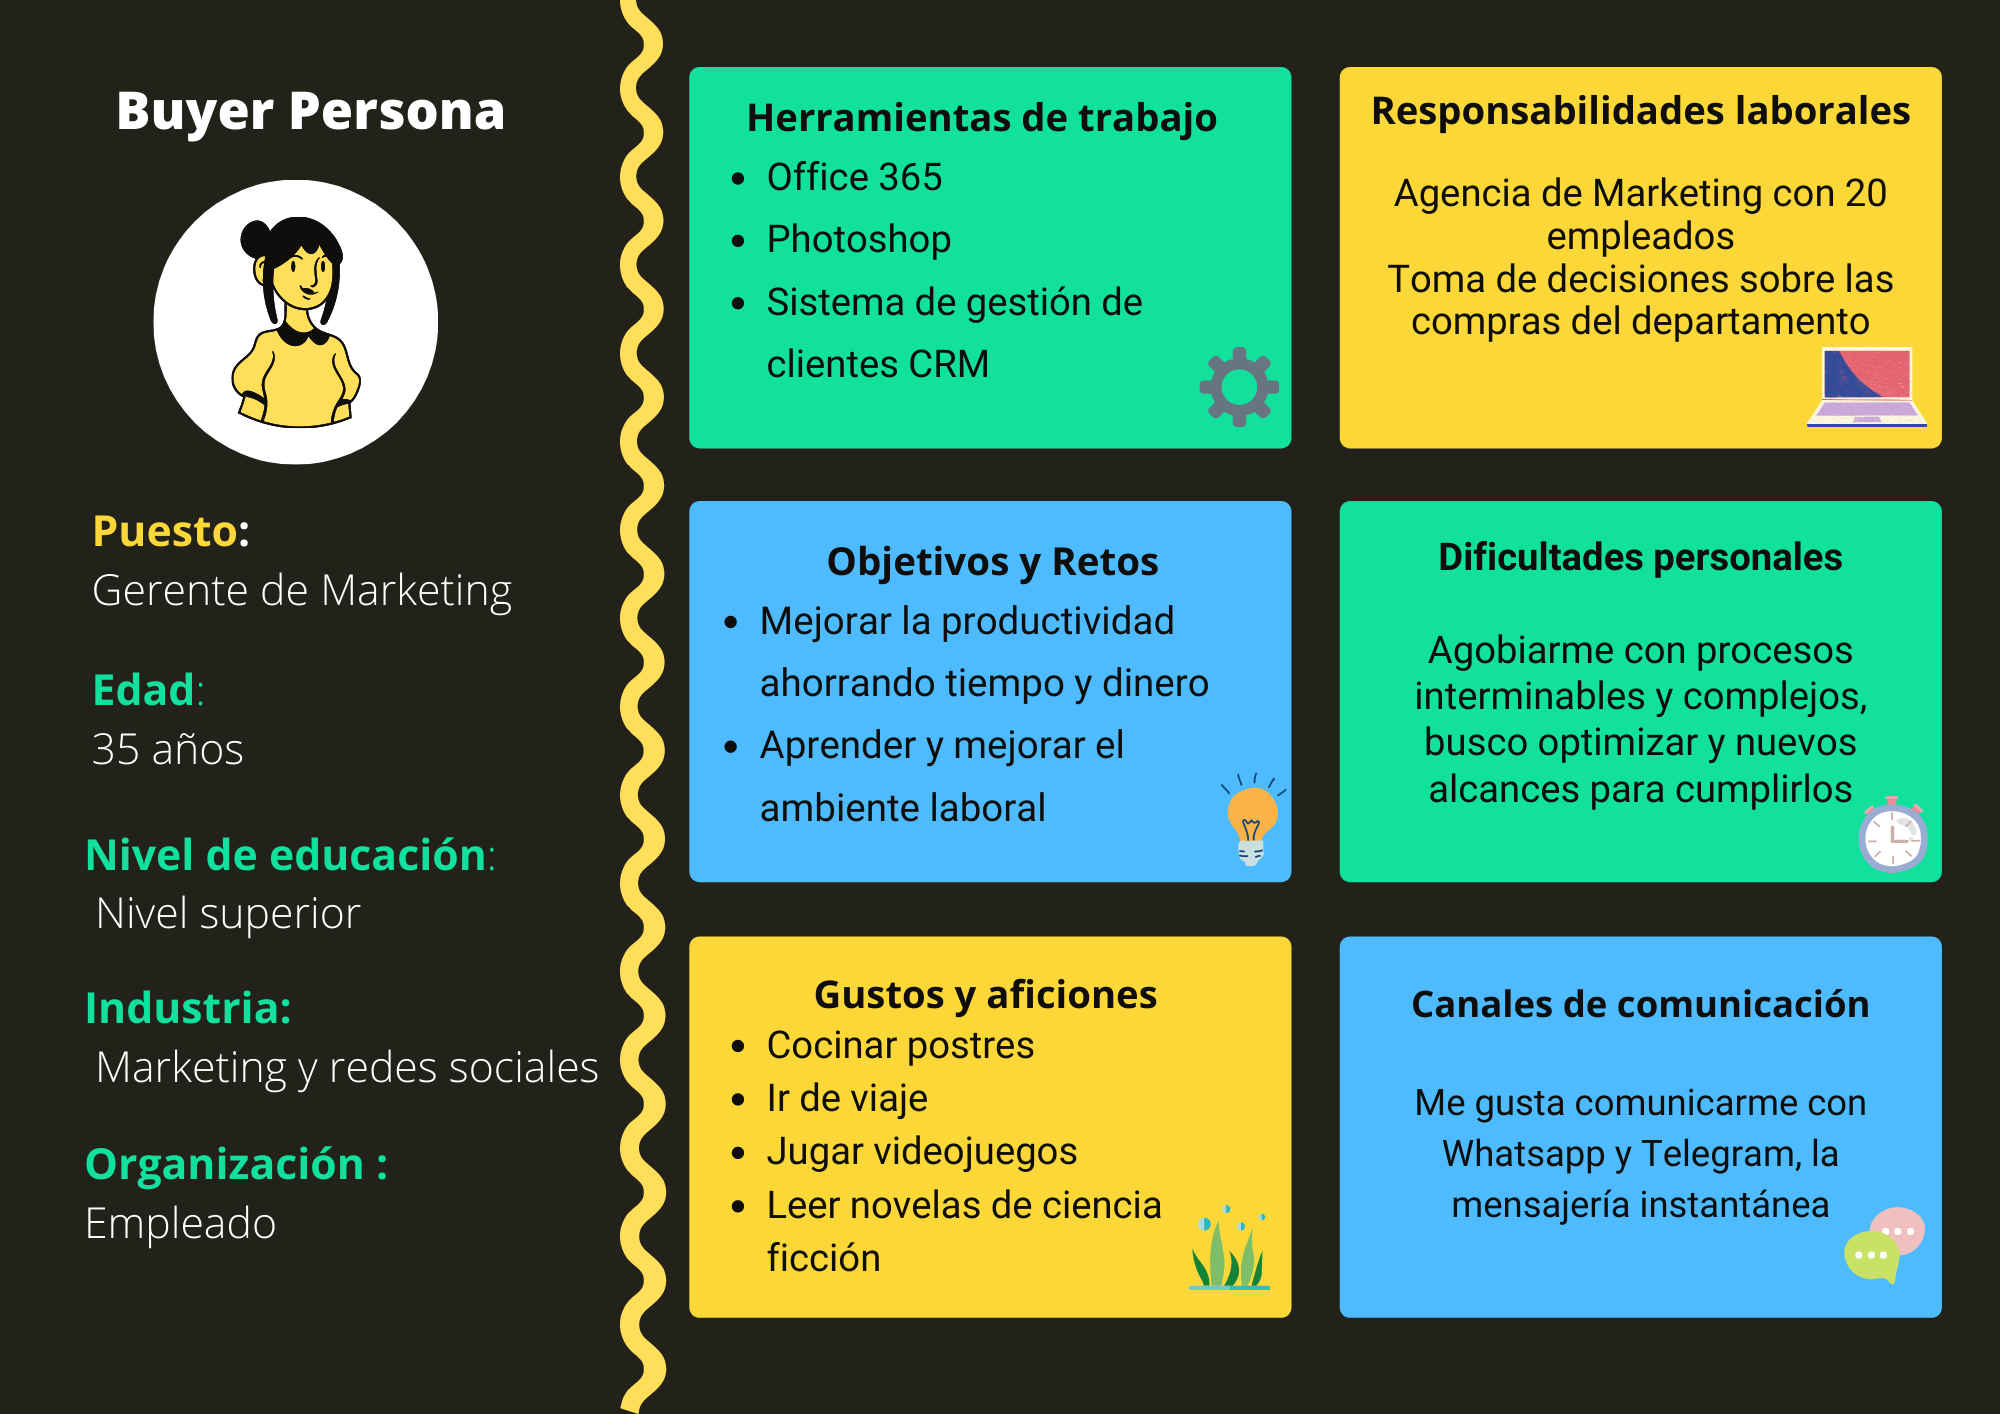 Buyer Persona
Puesto:
Gerente de Marketing
Edad:
35 años
Nivel de educación:
Nivel superior
Industria:
Marketing y redes sociales
Organización :
Empleado
Herramientas de trabajo
• Office 365
• Photoshop
• Sistema de gestión de
clientes CRM
Responsabilidades laborales
Agencia de Marketing con 20
empleados
Toma de decisiones sobre las
compras del departamento
Objetivos y Retos
• Mejorar la productividad
ahorrando tiempo y dinero
• Aprender y mejorar el
ambiente laboral
Dificultades personales
Agobiarme con procesos
interminables y complejos,
busco optimizar y nuevos
alcances para cumplirlos
Gustos y aficiones
• Cocinar postres
• Ir de viaje
• Jugar videojuegos
• Leer novelas de ciencia
ficción
Canales de comunicación
Me gusta comunicarme con
Whatsapp y Telegram, la
mensajería instantánea